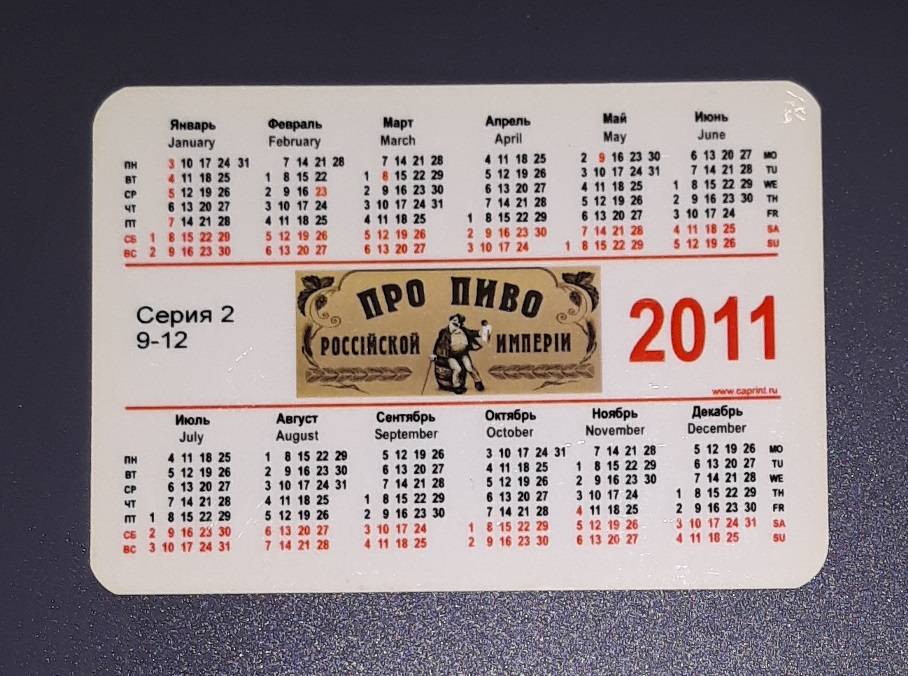 Январь Февраль Март Апрель Май Июнь
January February March April May June
ПН 3 10 17 24 31 7 14 21 28 7 14 21 28 4 11 18 25 2 9 16 23 30 6 13 20 27 MO
ВТ 4 11 18 25 1 8 15 22 1 8 15 22 29 5 12 19 26 3 10 17 24 31 7 14 21 28 TU
СР 5 12 19 26 2 9 16 23 2 9 16 23 30 6 13 20 27 4 11 18 25 1 8 15 22 29 WE
ЧТ 6 13 20 27 3 10 17 24 3 10 17 24 31 7 14 21 28 5 12 19 26 2 9 16 23 30 TH
ПТ 7 14 21 28 4 11 18 25 4 11 18 25 1 8 15 22 29 6 13 20 27 3 10 17 24 FR
СБ 1 8 15 22 29 5 12 19 26 5 12 19 26 2 9 16 23 30 7 14 21 28 4 11 18 25 SA
ВС 2 9 16 23 30 6 13 20 27 6 13 20 27 3 10 17 24 1 8 15 22 29 5 12 19 26 SU
Серия 2
9-12
ПРО ПИВО
РОССІЙСКОЙ ИМПЕРІИ
2011
www.caprint.ru
Июль Август Сентябрь Октябрь Ноябрь Декабрь
July August September October November December
ПН 4 11 18 25 1 8 15 22 29 5 12 19 26 3 10 17 24 31 7 14 21 28 5 12 19 26 MO
ВТ 5 12 19 26 2 9 16 23 30 6 13 20 27 4 11 18 25 1 8 15 22 29 6 13 20 27 TU
СР 6 13 20 27 3 10 17 24 31 7 14 21 28 5 12 19 26 2 9 16 23 30 7 14 21 28 WE
ЧТ 7 14 21 28 4 11 18 25 1 8 15 22 29 6 13 20 27 3 10 17 24 1 8 15 22 29 TH
ПТ 1 8 15 22 29 5 12 19 26 2 9 16 23 30 7 14 21 28 4 11 18 25 2 9 16 23 30 FR
СБ 2 9 16 23 30 6 13 20 27 3 10 17 24 1 8 15 22 29 5 12 19 26 3 10 17 24 31 SA
ВС 3 10 17 24 31 7 14 21 28 4 11 18 25 2 9 16 23 30 6 13 20 27 4 11 18 25 SU